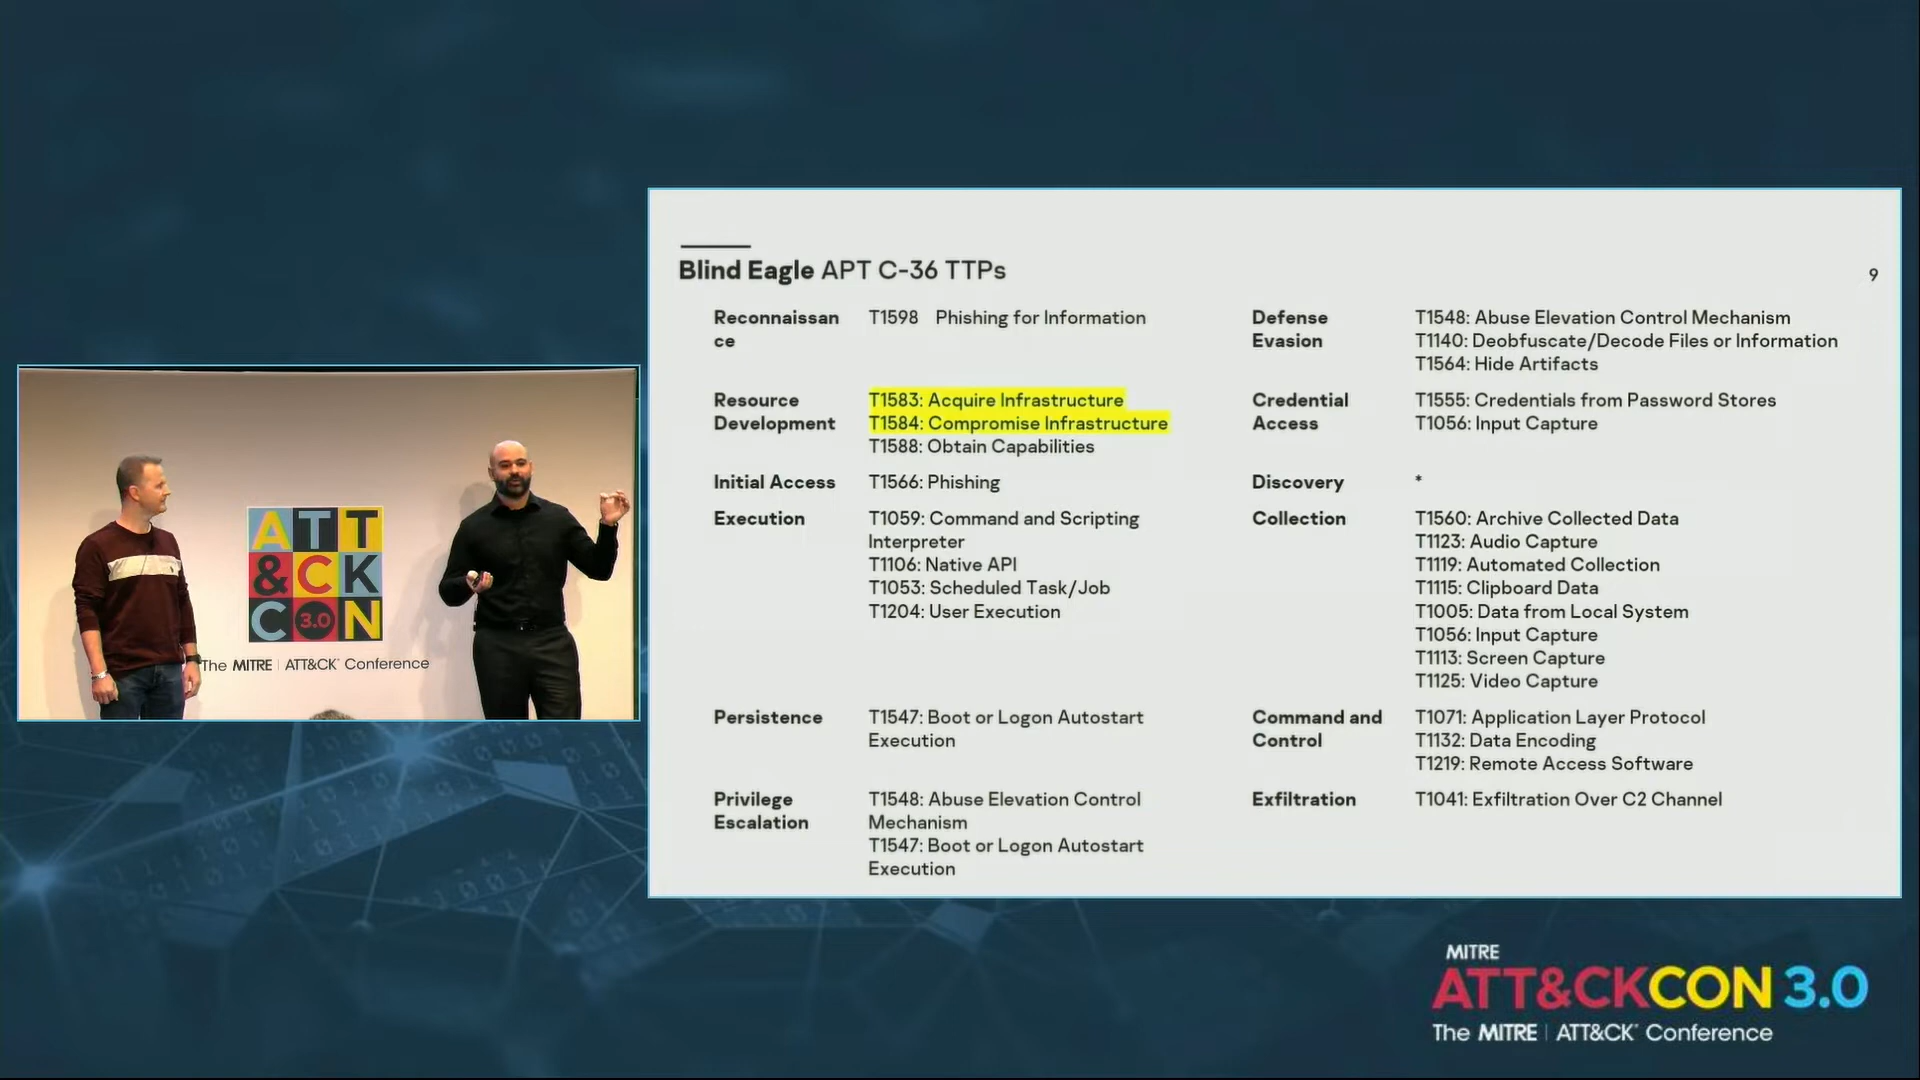 Blind Eagle APT C-36 TTPs
9
Reconnaissan
ce
T1598 Phishing for Information
Resource
Development
T1583: Acquire Infrastructure
T1584: Compromise Infrastructure
T1588: Obtain Capabilities
Initial Access
T1566: Phishing
Execution
T1059: Command and Scripting
Interpreter
T1106: Native API
T1053: Scheduled Task/Job
T1204: User Execution
Persistence
T1547: Boot or Logon Autostart
Execution
Privilege
Escalation
T1548: Abuse Elevation Control
Mechanism
T1547: Boot or Logon Autostart
Execution
Defense
Evasion
T1548: Abuse Elevation Control Mechanism
T1140: Deobfuscate/Decode Files or Information
T1564: Hide Artifacts
Credential
Access
T1555: Credentials from Password Stores
T1056: Input Capture
Discovery
*
Collection
T1560: Archive Collected Data
T1123: Audio Capture
T1119: Automated Collection
T1115: Clipboard Data
T1005: Data from Local System
T1056: Input Capture
T1113: Screen Capture
T1125: Video Capture
Command and
Control
T1071: Application Layer Protocol
T1132: Data Encoding
T1219: Remote Access Software
Exfiltration
T1041: Exfiltration Over C2 Channel
ATT
&CK
C3.0N
The MITRE | ATT&CK® Conference
MITRE
ATT&CKCON 3.0
The MITRE | ATT&CK® Conference